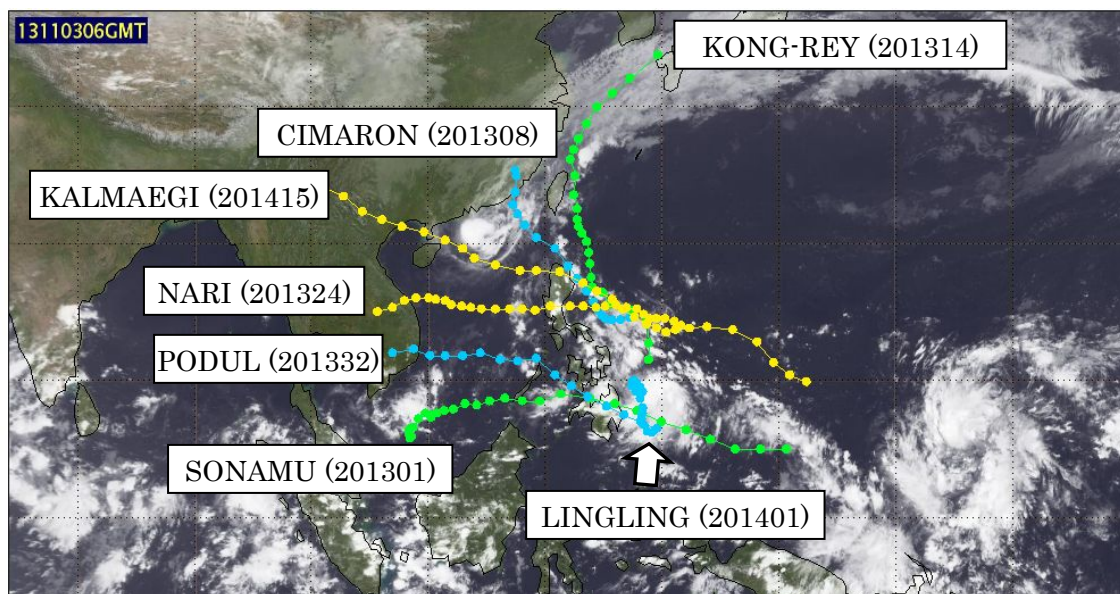 13110306GMT
KONG-REY (201314)
CIMARON (201308)
KALMAEGI (201415)
NARI (201324)
PODUL (201332)
SONAMU (201301)
LINGLING (201401)